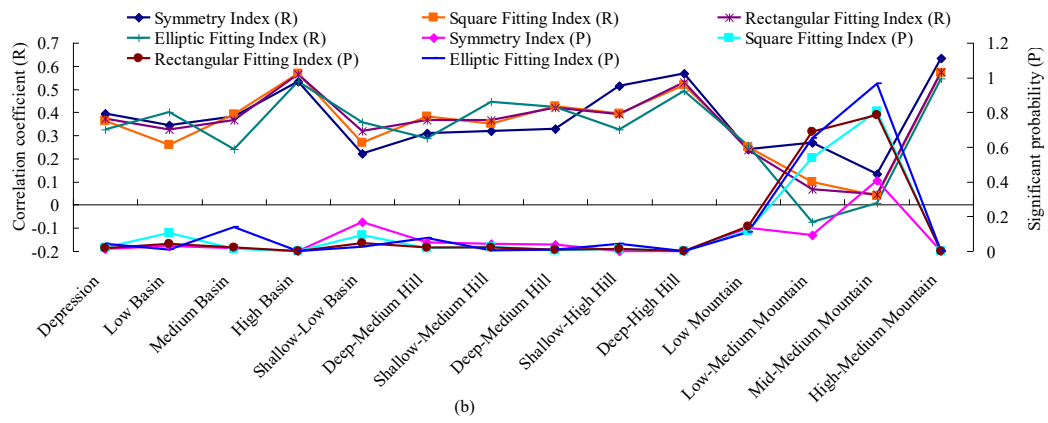 Symmetry Index (R) Square Fitting Index (R) Rectangular Fitting Index (R)
Elliptic Fitting Index (R) Symmetry Index (P) Square Fitting Index (P)
Rectangular Fitting Index (P) Elliptic Fitting Index (P)
Correlation coefficient (R)
0.7
0.6
0.5
0.4
0.3
0.2
0.1
0
-0.1
-0.2
1.2
1
0.8
0.6
0.4
0.2
0
Significant probability (P)
Depression
Low Basin
Medium Basin
High Basin
Shallow-Low Basin
Deep-Medium Hill
Shallow-Medium Hill
Deep-Medium Hill
Shallow-High Hill
Deep-High Hill
Low Mountain
Low-Medium Mountain
Mid-Medium Mountain
High-Medium Mountain
(b)